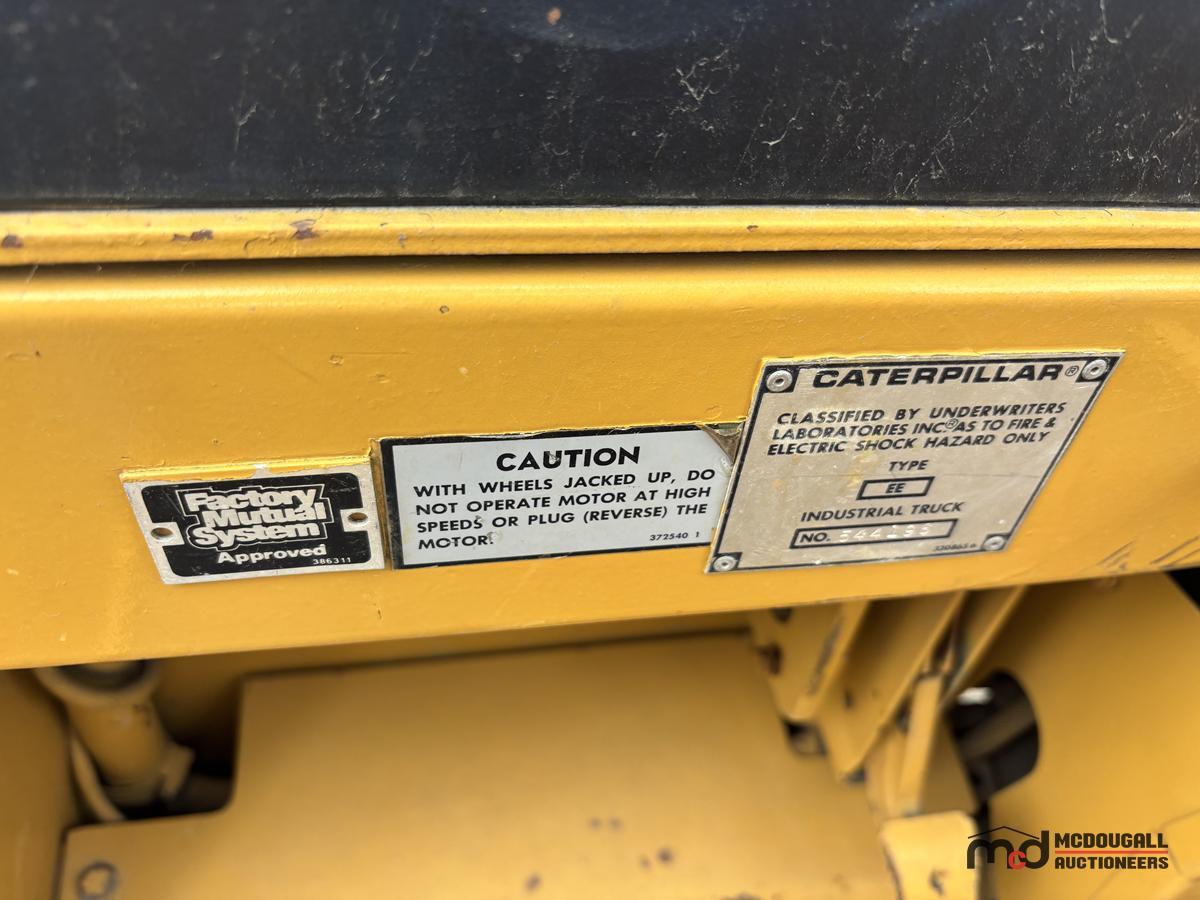 Factory
Mutual
System
Approved
386311
CAUTION
WITH WHEELS JACKED UP, DO
NOT OPERATE MOTOR AT HIGH
SPEEDS OR PLUG (REVERSE) THE
MOTOR.
372540 1
CATERPILLAR®
CLASSIFIED BY UNDERWRITERS
LABORATORIES INC.® AS TO FIRE &
ELECTRIC SHOCK HAZARD ONLY
TYPE
EE
INDUSTRIAL TRUCK
NO.
mcd
MCDOUGALL
AUCTIONEERS